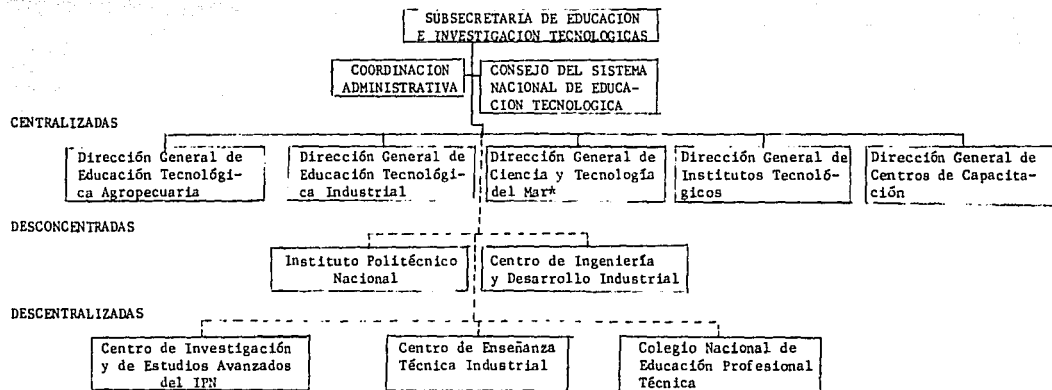 SUBSECRETARIA DE EDUCACION
E INVESTIGACION TECNOLOGICAS
COORDINACION
ADMINISTRATIVA
CONSEJO DEL SISTEMA
NACIONAL DE EDUCA-
CION TECNOLOGICA
CENTRALIZADAS
Dirección General de
Educación Tecnológi-
ca Agropecuaria
Dirección General de
Educación Tecnológi-
ca Industrial
Dirección General de
Ciencia y Tecnología
del Mar*
Dirección General de
Institutos Tecnoló-
gicos
Dirección General de
Centros de Capacita-
ción
DESCONCENTRADAS
Instituto Politécnico
Nacional
Centro de Ingeniería
y Desarrollo Industrial
DESCENTRALIZADAS
Centro de Investigación
y de Estudios Avanzados
del IPN
Centro de Enseñanza
Técnica Industrial
Colegio Nacional de
Educación Profesional
Técnica